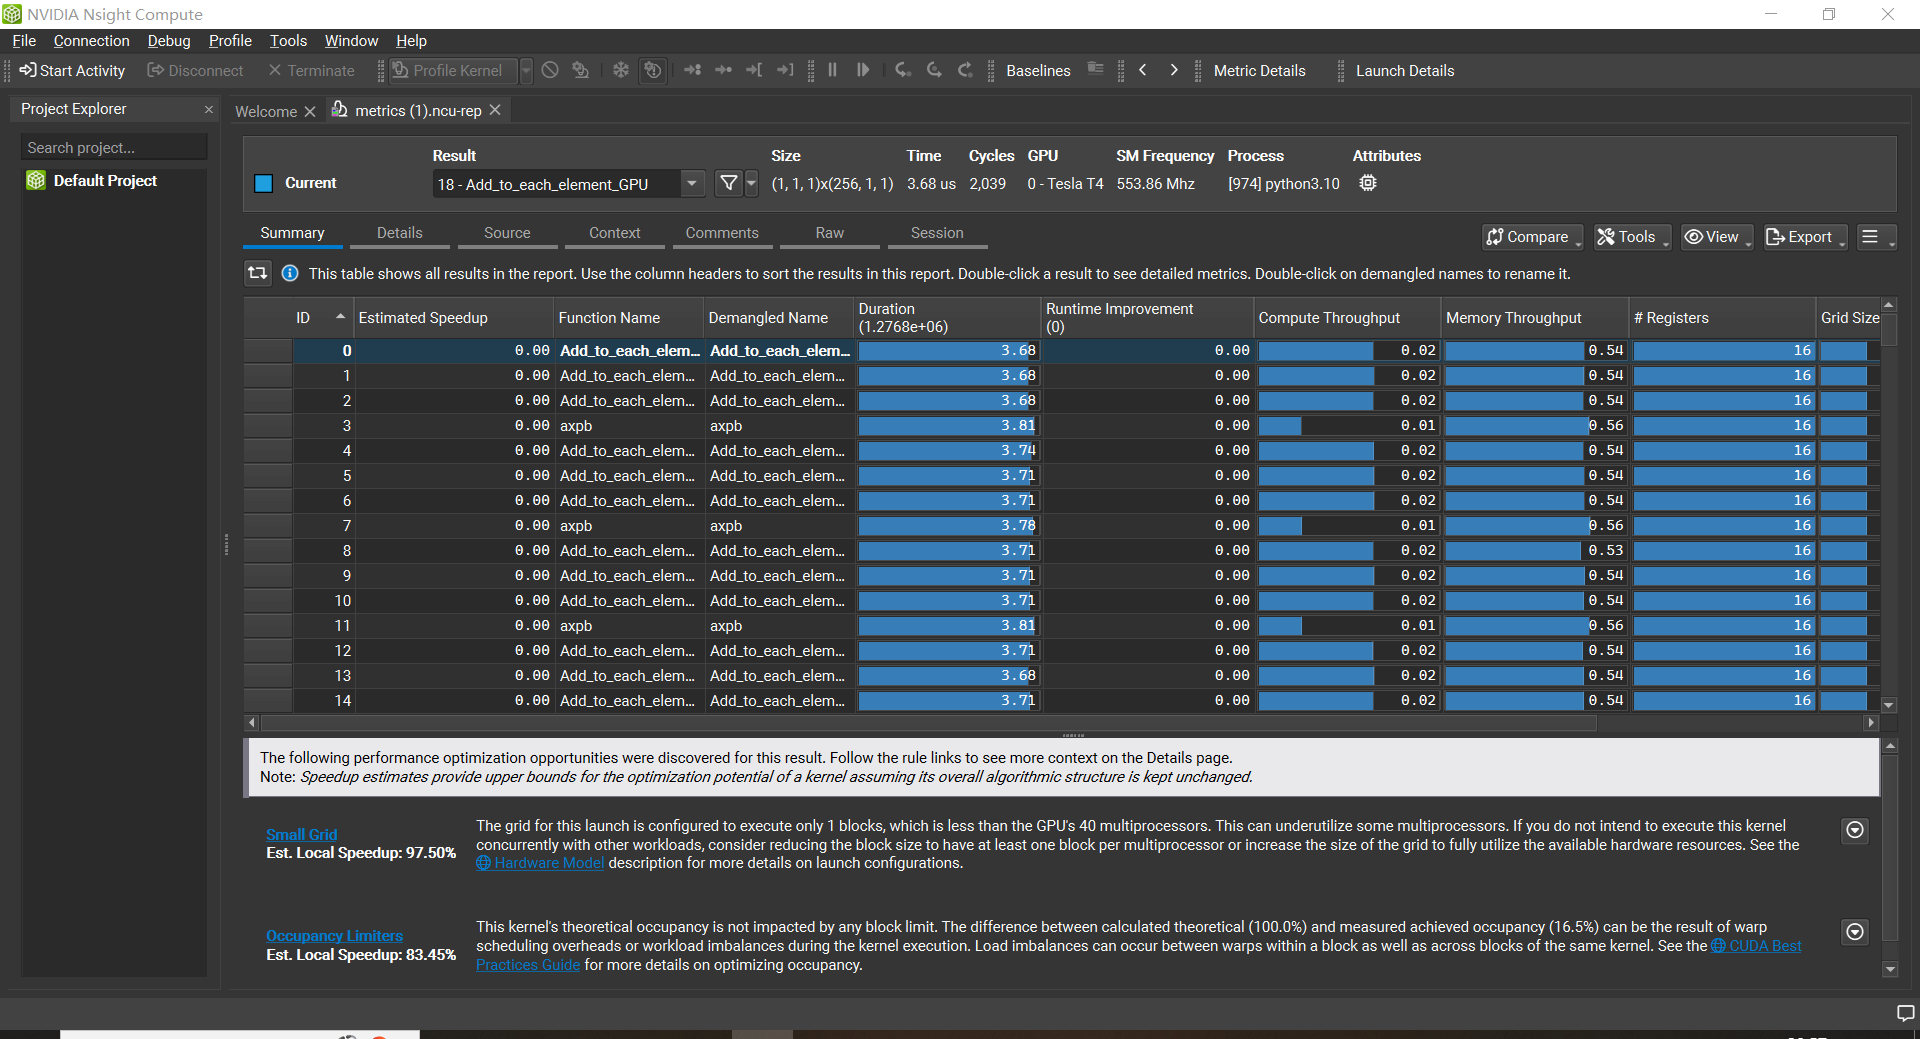 NVIDIA Nsight Compute
File Connection Debug Profile Tools Window Help
Start Activity Disconnect Terminate Profile Kernel Baselines Metric Details Launch Details
Project Explorer
Search project...
Default Project
Welcome metrics (1).ncu-rep
Result Size Time Cycles GPU SM Frequency Process Attributes
Current 18 - Add_to_each_element_GPU (1, 1, 1)x(256, 1, 1) 3.68 us 2,039 0 - Tesla T4 553.86 Mhz [974] python3.10
Summary Details Source Context Comments Raw Session Compare Tools View Export
This table shows all results in the report. Use the column headers to sort the results in this report. Double-click a result to see detailed metrics. Double-click on demangled names to rename it.
ID Estimated Speedup Function Name Demangled Name Duration (1.2768e+06) Runtime Improvement (0) Compute Throughput Memory Throughput # Registers Grid Size
0 0.00 Add_to_each_elem... Add_to_each_elem... 3.68 0.00 0.02 0.54 16
1 0.00 Add_to_each_elem... Add_to_each_elem... 3.68 0.00 0.02 0.54 16
2 0.00 Add_to_each_elem... Add_to_each_elem... 3.68 0.00 0.02 0.54 16
3 0.00 axpb axpb 3.81 0.00 0.01 0.56 16
4 0.00 Add_to_each_elem... Add_to_each_elem... 3.74 0.00 0.02 0.54 16
5 0.00 Add_to_each_elem... Add_to_each_elem... 3.71 0.00 0.02 0.54 16
6 0.00 Add_to_each_elem... Add_to_each_elem... 3.71 0.00 0.02 0.54 16
7 0.00 axpb axpb 3.78 0.00 0.01 0.56 16
8 0.00 Add_to_each_elem... Add_to_each_elem... 3.71 0.00 0.02 0.53 16
9 0.00 Add_to_each_elem... Add_to_each_elem... 3.71 0.00 0.02 0.54 16
10 0.00 Add_to_each_elem... Add_to_each_elem... 3.71 0.00 0.02 0.54 16
11 0.00 axpb axpb 3.81 0.00 0.01 0.56 16
12 0.00 Add_to_each_elem... Add_to_each_elem... 3.71 0.00 0.02 0.54 16
13 0.00 Add_to_each_elem... Add_to_each_elem... 3.68 0.00 0.02 0.54 16
14 0.00 Add_to_each_elem... Add_to_each_elem... 3.71 0.00 0.02 0.54 16
The following performance optimization opportunities were discovered for this result. Follow the rule links to see more context on the Details page.
Note: Speedup estimates provide upper bounds for the optimization potential of a kernel assuming its overall algorithmic structure is kept unchanged.
Small Grid
Est. Local Speedup: 97.50%
The grid for this launch is configured to execute only 1 blocks, which is less than the GPU's 40 multiprocessors. This can underutilize some multiprocessors. If you do not intend to execute this kernel
concurrently with other workloads, consider reducing the block size to have at least one block per multiprocessor or increase the size of the grid to fully utilize the available hardware resources. See the
Hardware Model description for more details on launch configurations.
Occupancy Limiters
Est. Local Speedup: 83.45%
This kernel's theoretical occupancy is not impacted by any block limit. The difference between calculated theoretical (100.0%) and measured achieved occupancy (16.5%) can be the result of warp
scheduling overheads or workload imbalances during the kernel execution. Load imbalances can occur between warps within a block as well as across blocks of the same kernel. See the CUDA Best
Practices Guide for more details on optimizing occupancy.